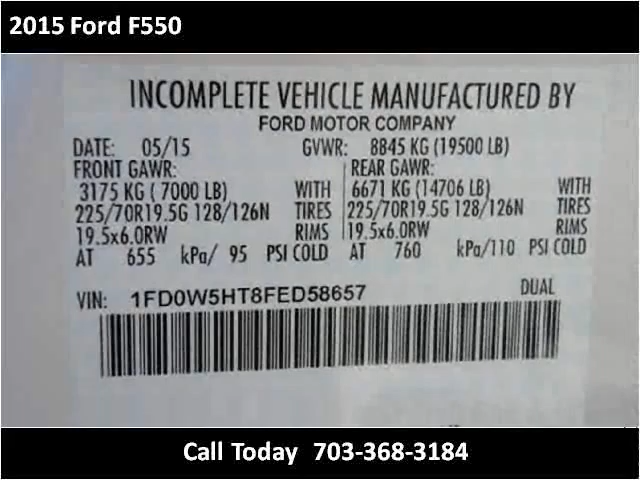 2015 Ford F550
INCOMPLETE VEHICLE MANUFACTURED BY
FORD MOTOR COMPANY
DATE: 05/15 GVWR: 8845 KG (19500 LB)
FRONT GAWR: REAR GAWR:
3175 KG ( 7000 LB) WITH 6671 KG (14706 LB) WITH
225/70R19.5G 128/126N TIRES 225/70R19.5G 128/126N TIRES
19.5x6.0RW RIMS 19.5x6.0RW RIMS
AT 655 kPa/ 95 PSI COLD AT 760 kPa/110 PSI COLD
VIN: 1FD0W5HT8FED58657 DUAL
Call Today 703-368-3184